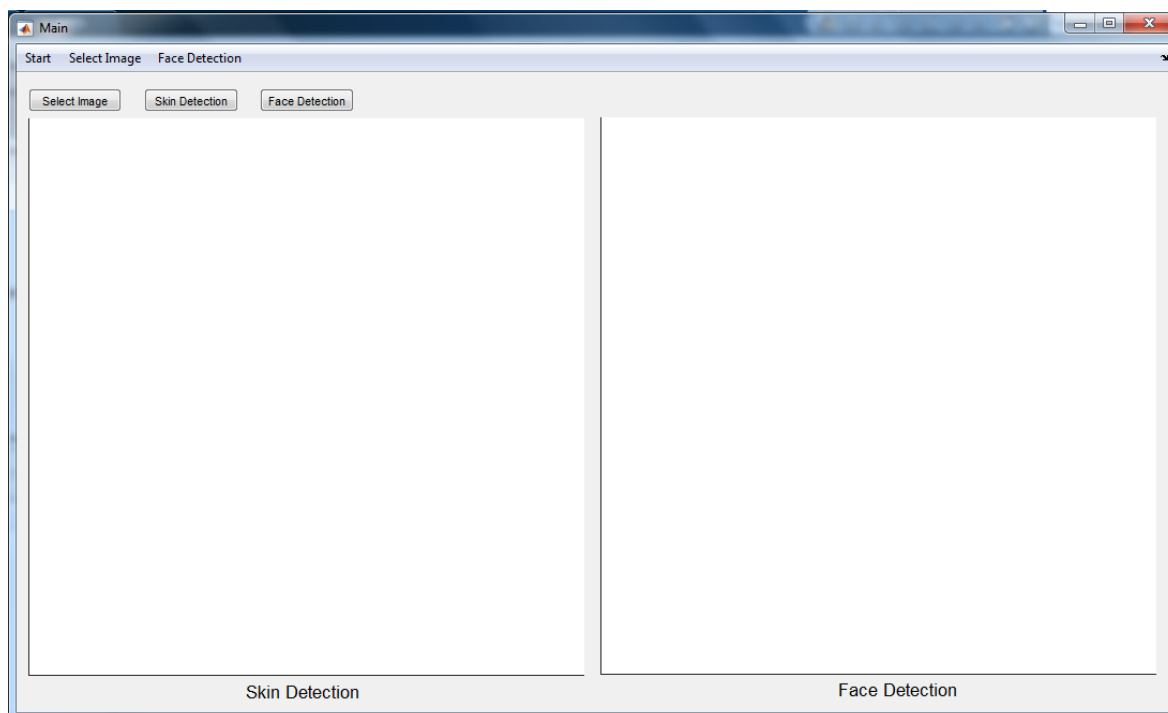 Main
Start Select Image Face Detection
Select Image Skin Detection Face Detection
Skin Detection Face Detection